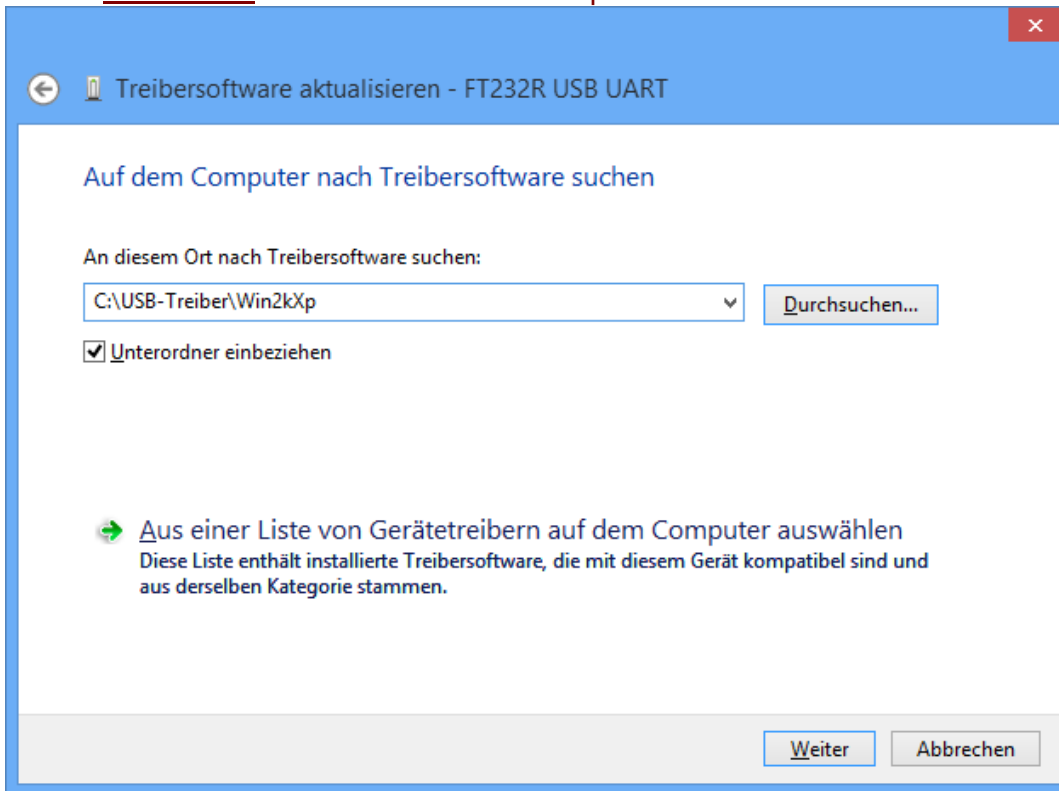 Treibersoftware aktualisieren - FT232R USB UART
Auf dem Computer nach Treibersoftware suchen
An diesem Ort nach Treibersoftware suchen:
C:\USB-Treiber\Win2kXp
Durchsuchen...
Unterordner einbeziehen
Aus einer Liste von Gerätetreibern auf dem Computer auswählen
Diese Liste enthält installierte Treibersoftware, die mit diesem Gerät kompatibel sind und
aus derselben Kategorie stammen.
Weiter
Abbrechen